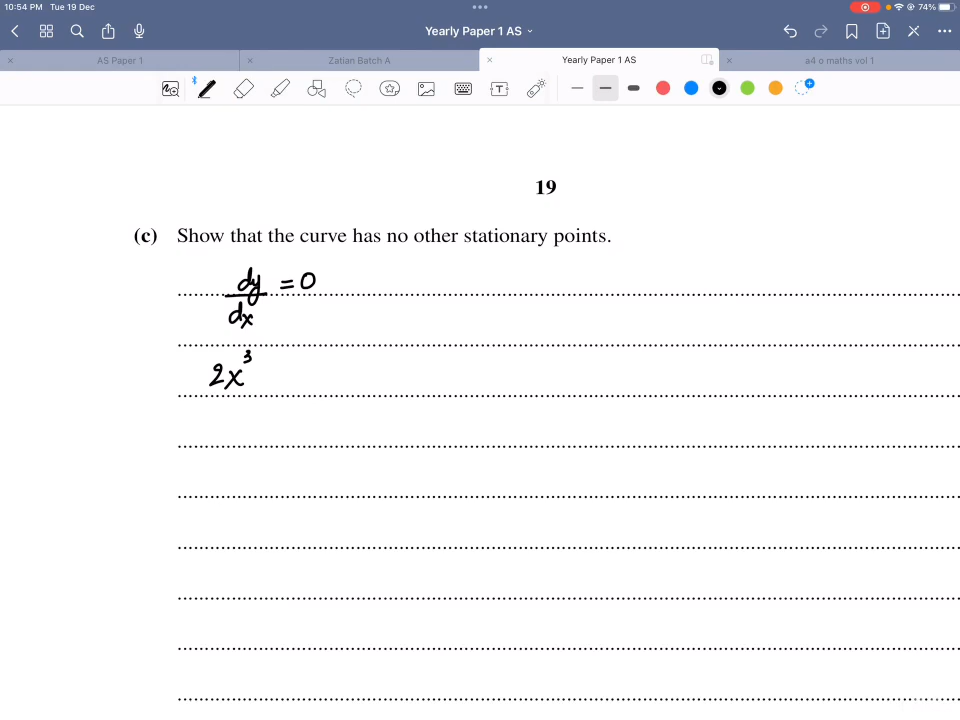 10:54 PM Tue 19 Dec
74%
Yearly Paper 1 AS
AS Paper 1
Zatian Batch A
Yearly Paper 1 AS
a4 o maths vol 1
19
(c) Show that the curve has no other stationary points.
dy/dx = 0
2x³